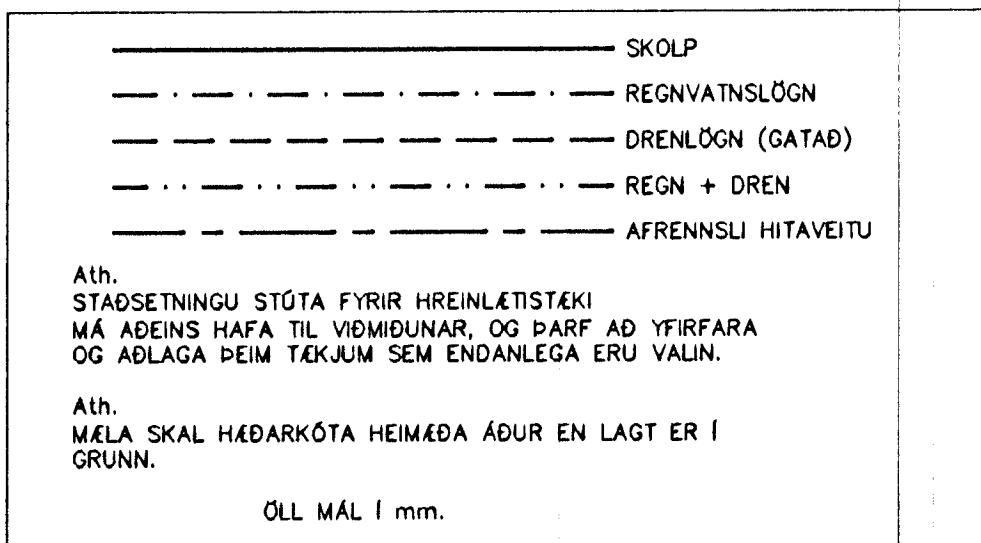 SKOLP
REGNVATNSLÖGN
DRENLÖGN (GATAÐ)
REGN + DREN
AFRENNSLI HITAVEITU
Ath.
STAÐSETNINGU STÚTA FYRIR HREINLÆTISTÆKI
MÁ AÐEINS HAFA TIL VIÐMIÐUNAR, OG ÞARF AÐ YFIRFARA
OG AÐLAGA ÞEIM TÆKJUM SEM ENDANLEGA ERU VALIN.
Ath.
MÆLA SKAL HÆÐARKÓTA HEIMÆÐA ÁÐUR EN LAGT ER Í
GRUNN.
ÖLL MÁL Í mm.